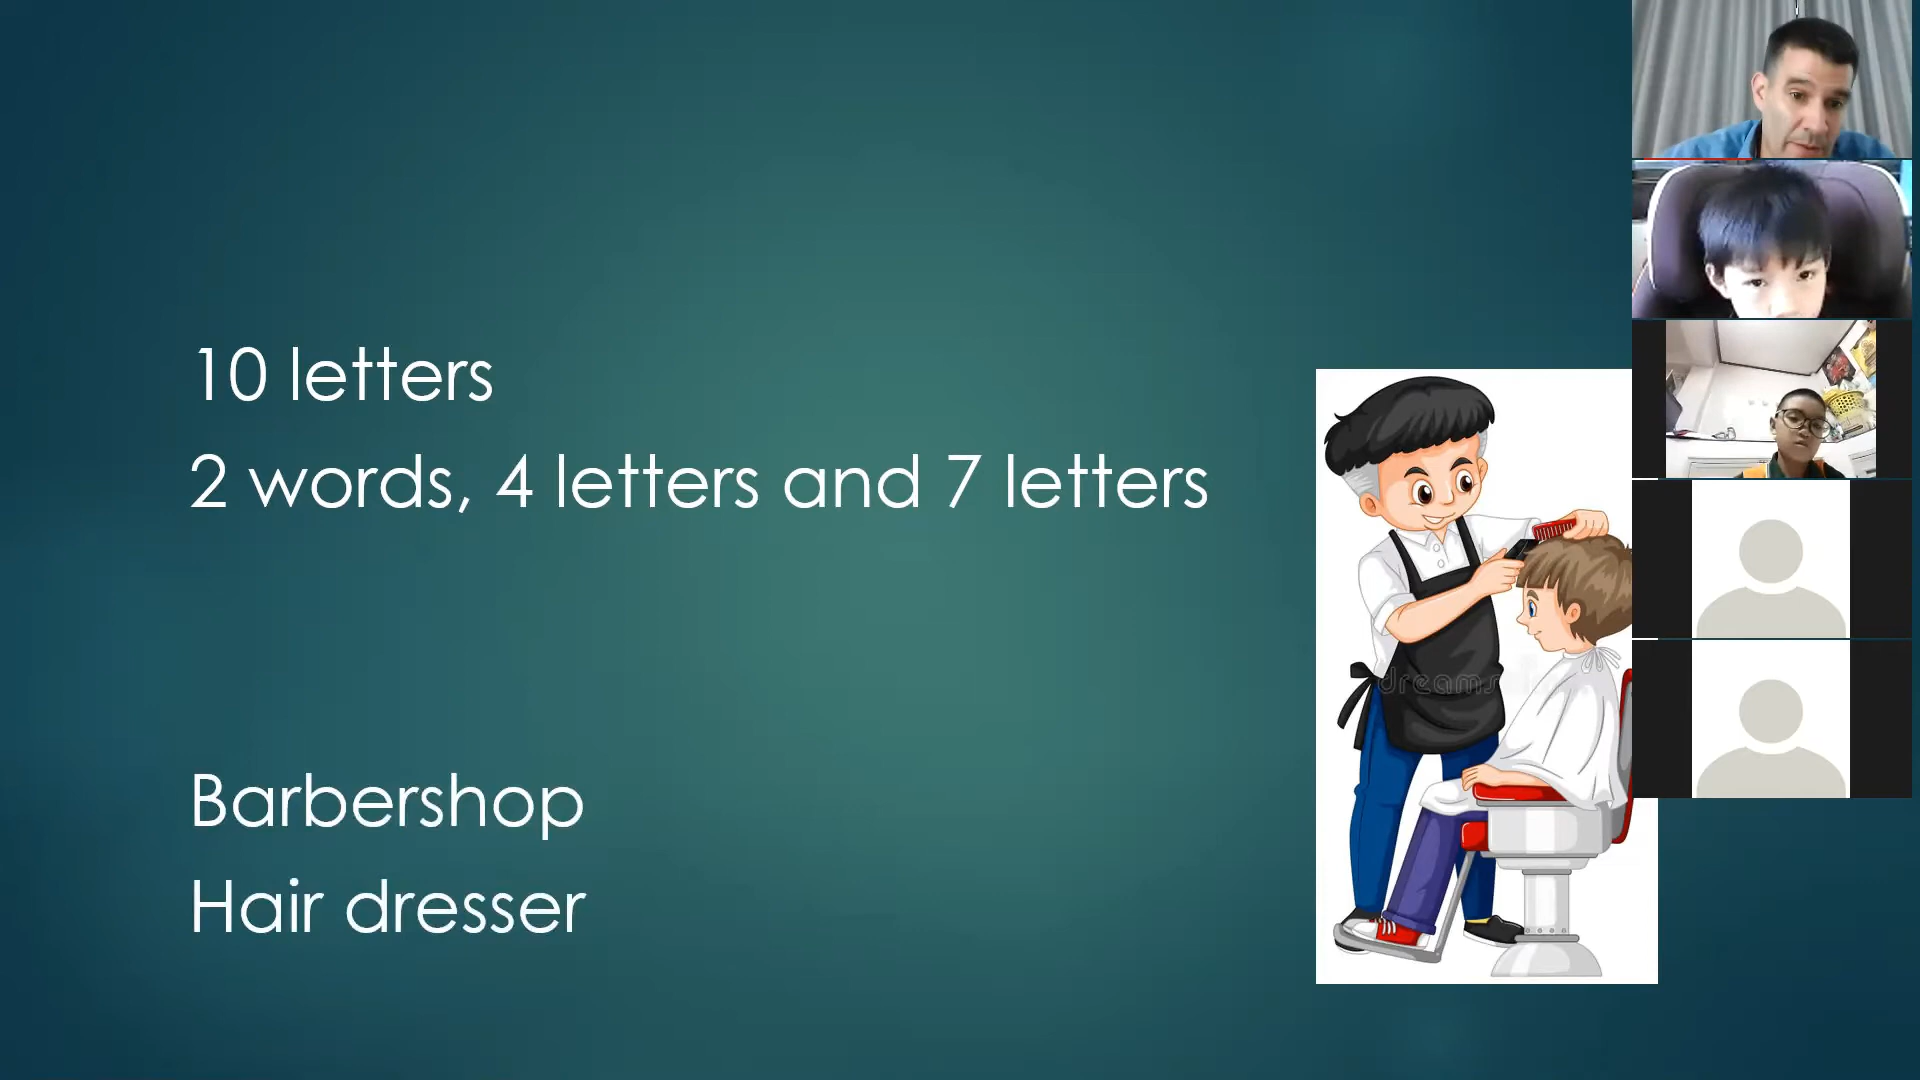 10 letters
2 words, 4 letters and 7 letters
Barbershop
Hair dresser